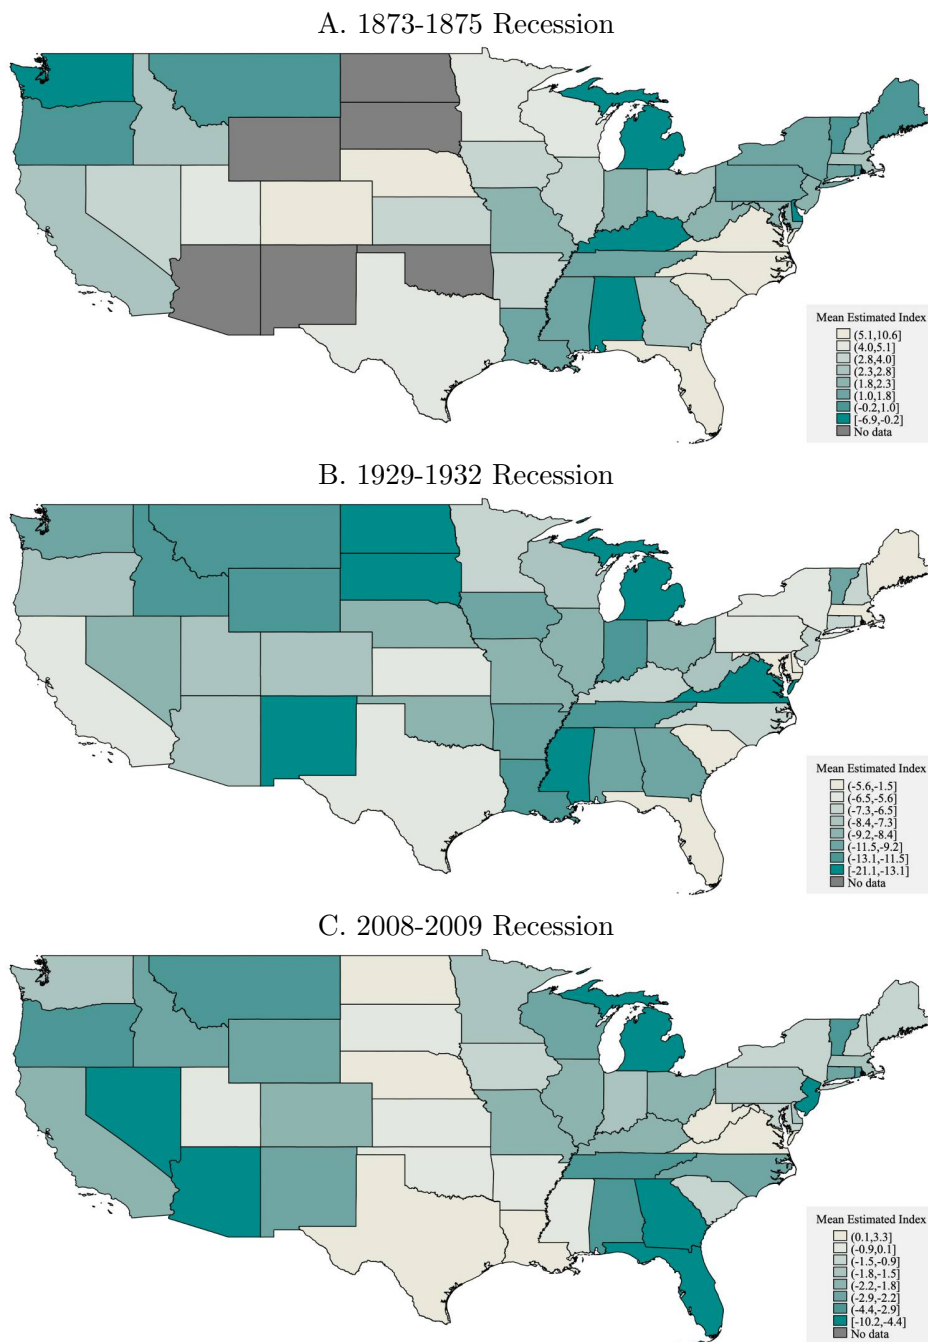 A. 1873-1875 Recession
Mean Estimated Index
(5.1,10.6]
(4.0,5.1]
(2.8,4.0]
(2.3,2.8]
(1.8,2.3]
(1.0,1.8]
(-0.2,1.0]
[-6.9,-0.2]
No data
B. 1929-1932 Recession
Mean Estimated Index
(-5.6,-1.5]
(-6.5,-5.6]
(-7.3,-6.5]
(-8.4,-7.3]
(-9.2,-8.4]
(-11.5,-9.2]
(-13.1,-11.5]
[-21.1,-13.1]
No data
C. 2008-2009 Recession
Mean Estimated Index
(0.1,3.3]
(-0.9,0.1]
(-1.5,-0.9]
(-1.8,-1.5]
(-2.2,-1.8]
(-2.9,-2.2]
(-4.4,-2.9]
[-10.2,-4.4]
No data